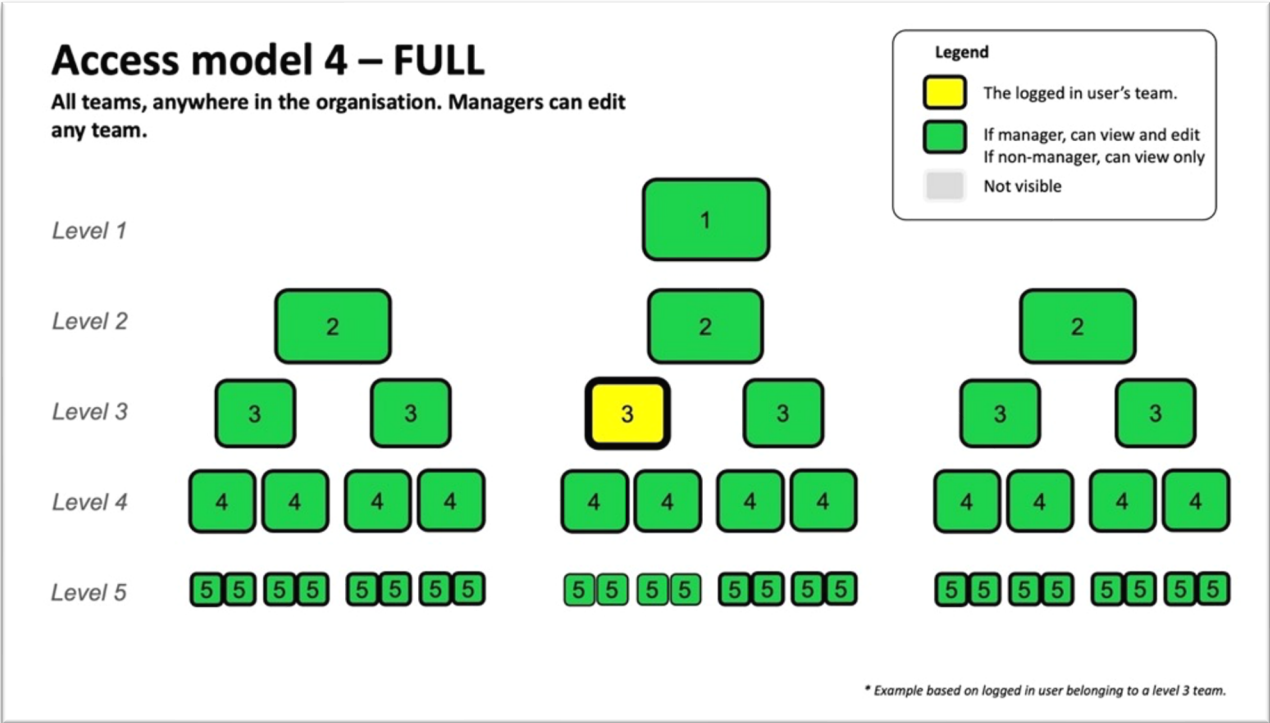 Access model 4 – FULL
All teams, anywhere in the organisation. Managers can edit
any team.
Legend
The logged in user's team.
If manager, can view and edit
If non-manager, can view only
Not visible
Level 1
1
Level 2
2 2 2
Level 3
3 3 3 3 3 3
Level 4
4 4 4 4 4 4 4 4 4 4 4 4
Level 5
5 5 5 5 5 5 5 5 5 5 5 5 5 5 5 5 5 5 5 5 5 5 5 5
* Example based on logged in user belonging to a level 3 team.